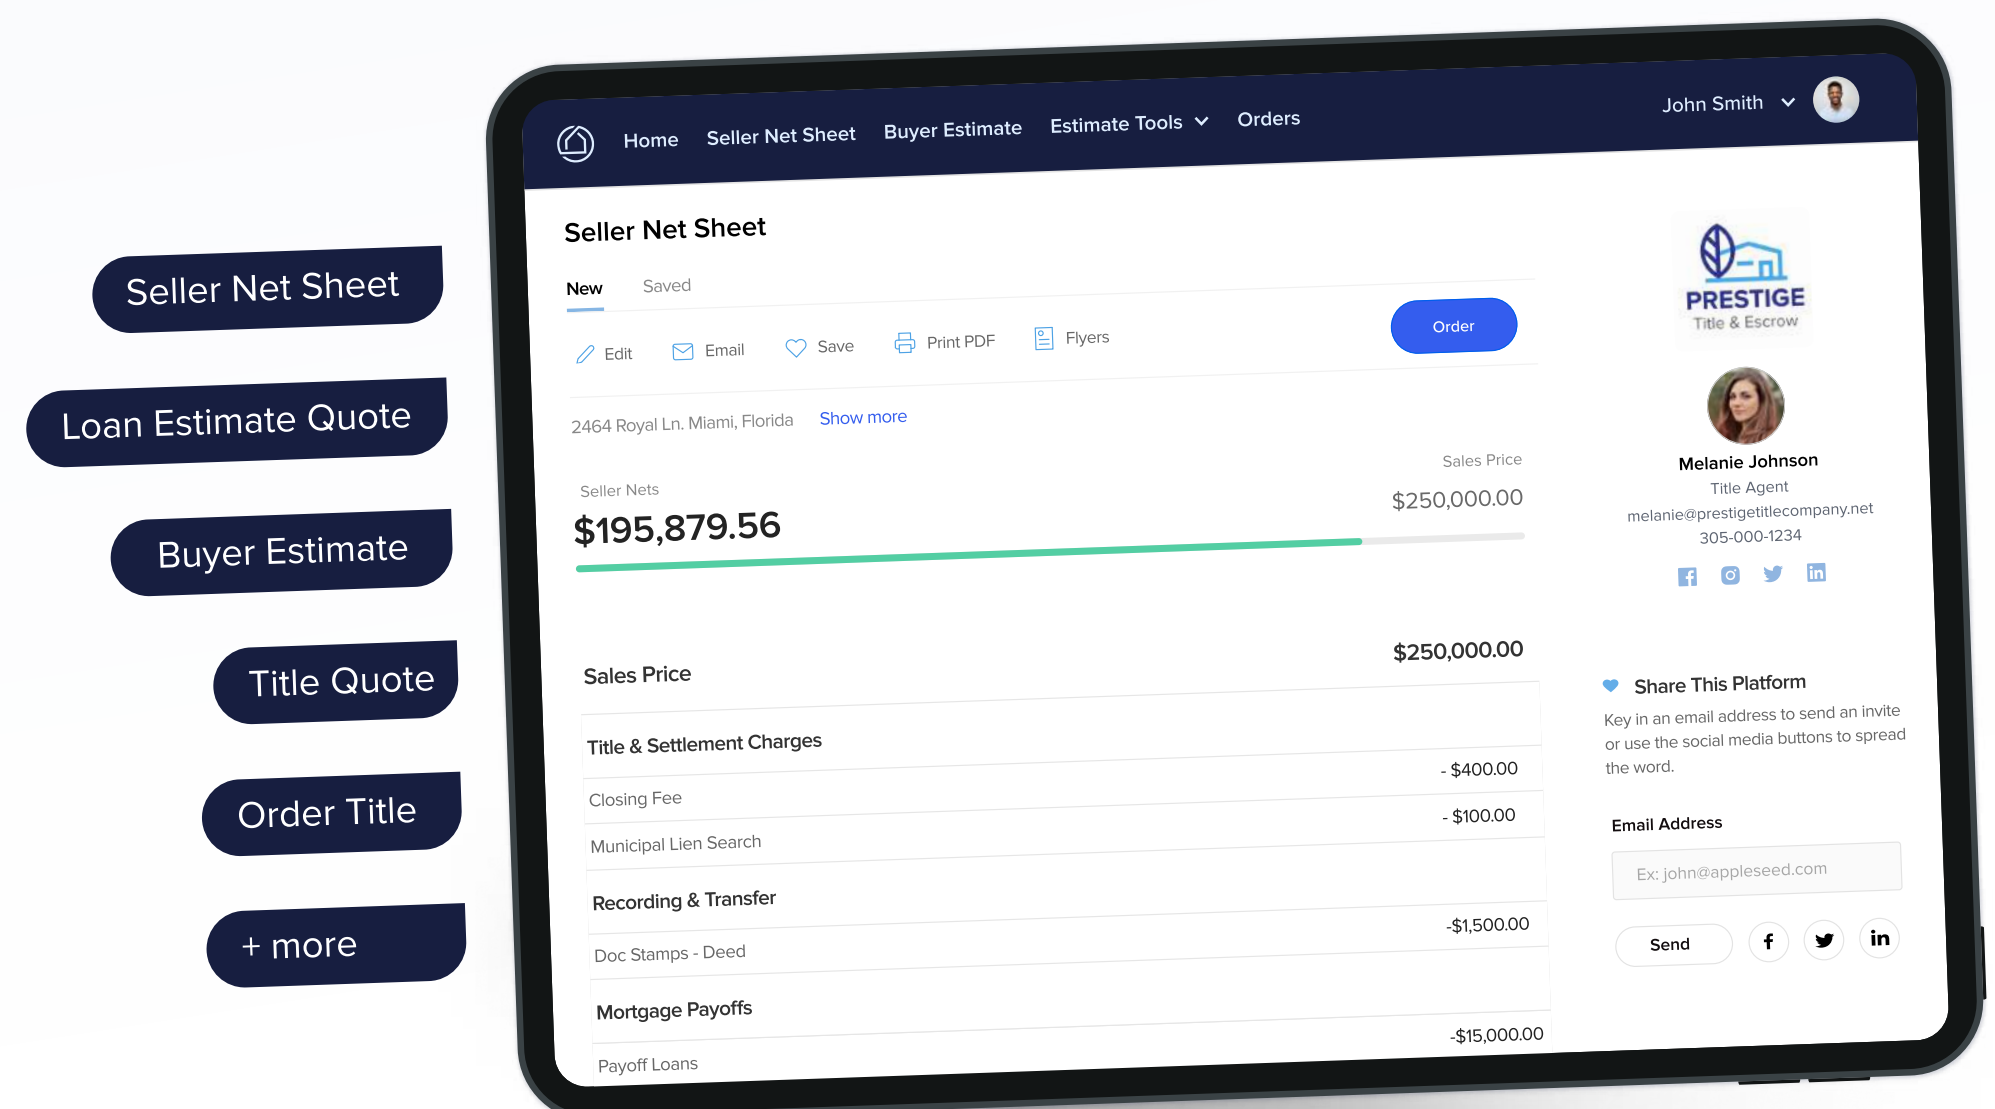 Seller Net Sheet
Loan Estimate Quote
Buyer Estimate
Title Quote
Order Title
+ more
Home Seller Net Sheet Buyer Estimate Estimate Tools Orders John Smith
Seller Net Sheet
New Saved
Edit Email Save Print PDF Flyers Order
2464 Royal Ln. Miami, Florida Show more
Seller Nets Sales Price
$195,879.56 $250,000.00
Sales Price $250,000.00
Title & Settlement Charges
Closing Fee - $400.00
Municipal Lien Search - $100.00
Recording & Transfer
Doc Stamps - Deed -$1,500.00
Mortgage Payoffs
Payoff Loans -$15,000.00
PRESTIGE
Title & Escrow
Melanie Johnson
Title Agent
melanie@prestigetitlecompany.net
305-000-1234
Share This Platform
Key in an email address to send an invite
or use the social media buttons to spread
the word.
Email Address
Ex: john@appleseed.com
Send